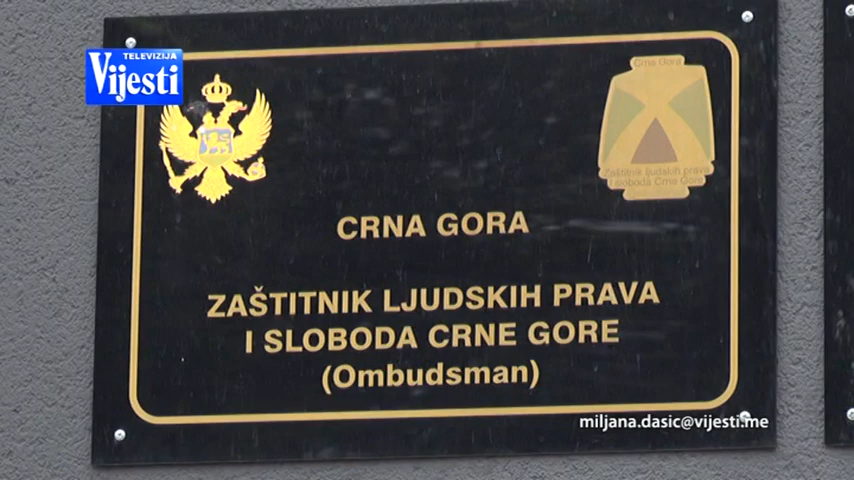 TELEVIZIJA
Vijesti
Crna Gora
Zaštitnik ljudskih prava
i sloboda Crne Gore
CRNA GORA
ZAŠTITNIK LJUDSKIH PRAVA
I SLOBODA CRNE GORE
(Ombudsman)
miljana.dasic@vijesti.me